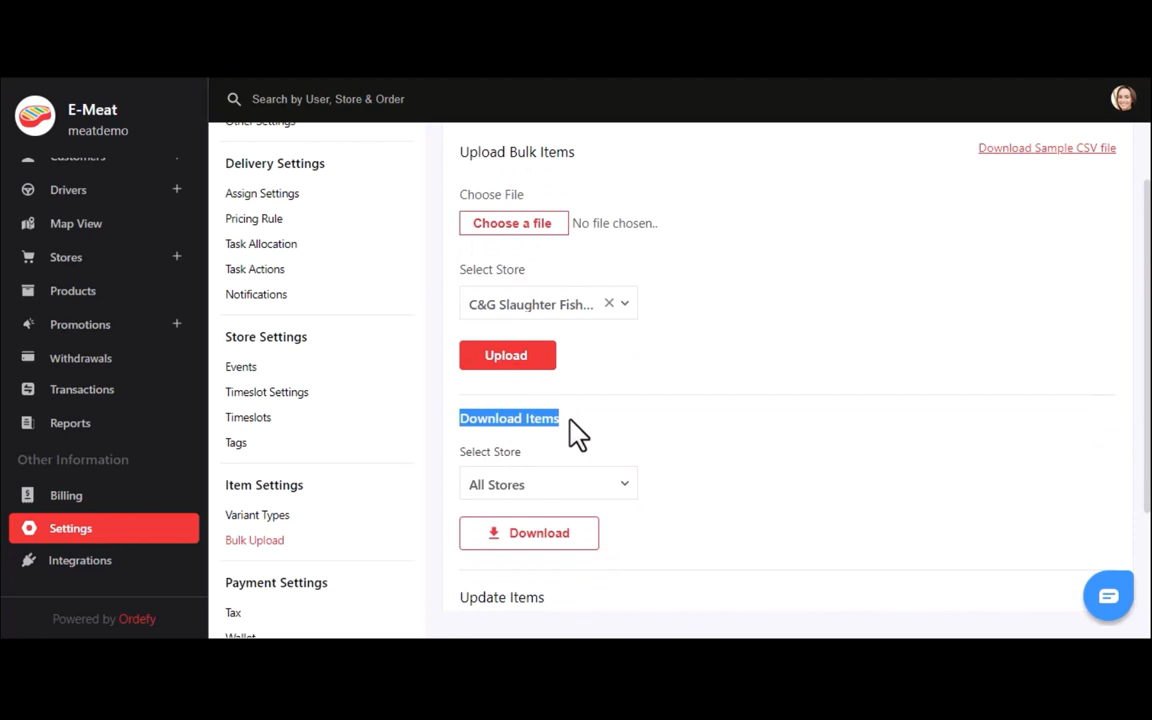 E-Meat
meatdemo
Search by User, Store & Order
Customers
Drivers
Map View
Stores
Products
Promotions
Withdrawals
Transactions
Reports
Other Information
Billing
Settings
Integrations
Powered by Ordefy
Other Settings
Delivery Settings
Assign Settings
Pricing Rule
Task Allocation
Task Actions
Notifications
Store Settings
Events
Timeslot Settings
Timeslots
Tags
Item Settings
Variant Types
Bulk Upload
Payment Settings
Tax
Wallet
Upload Bulk Items
Download Sample CSV file
Choose File
Choose a file No file chosen..
Select Store
C&G Slaughter Fish...
Upload
Download Items
Select Store
All Stores
Download
Update Items